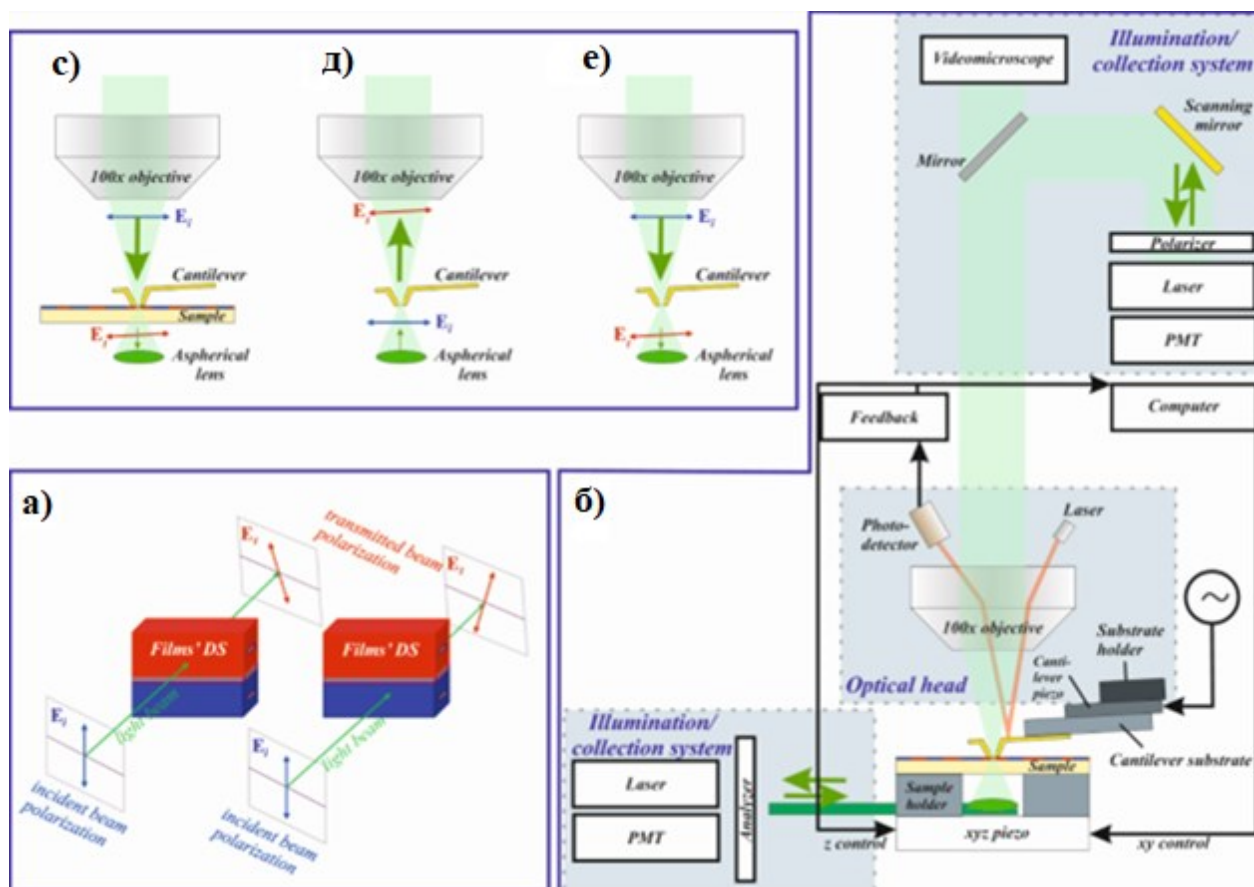 с)
д)
е)
100x objective
100x objective
100x objective
Ei
Et
Ei
Cantilever
Cantilever
Cantilever
Sample
Ei
Et
Et
Aspherical
lens
Aspherical
lens
Aspherical
lens
Illumination/
collection system
Videomicroscope
Scanning
mirror
Mirror
Polarizer
Laser
PMT
Computer
Feedback
а)
transmitted beam
polarization
Et
Et
Films' DS
Films' DS
light beam
light beam
Ei
Ei
incident beam
polarization
incident beam
polarization
б)
Photo-
detector
Laser
100x objective
Optical head
Substrate
holder
Canti-
lever
piezo
Cantilever substrate
Illumination/
collection system
Laser
PMT
Analyzer
Sample
Sample
holder
xyz piezo
z control
xy control